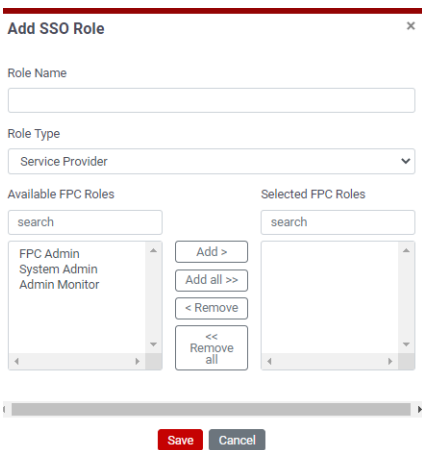 Add SSO Role ×
Role Name
Role Type
Service Provider
Available FPC Roles
Selected FPC Roles
search
search
FPC Admin
System Admin
Admin Monitor
Add >
Add all >>
< Remove
<<
Remove
all
Save
Cancel